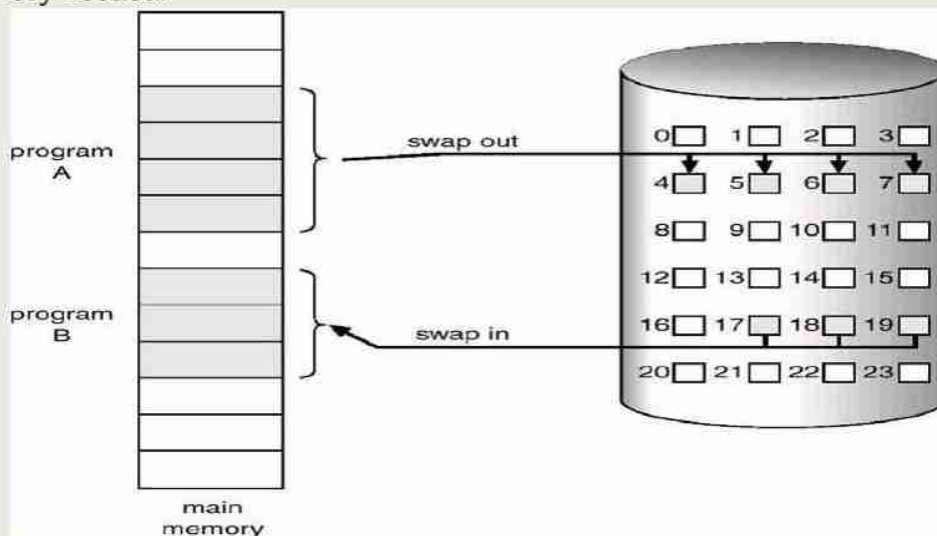 swap out
program
A
0 1 2 3
4 5 6 7
8 9 10 11
12 13 14 15
program
B
swap in
16 17 18 19
20 21 22 23
main
memory